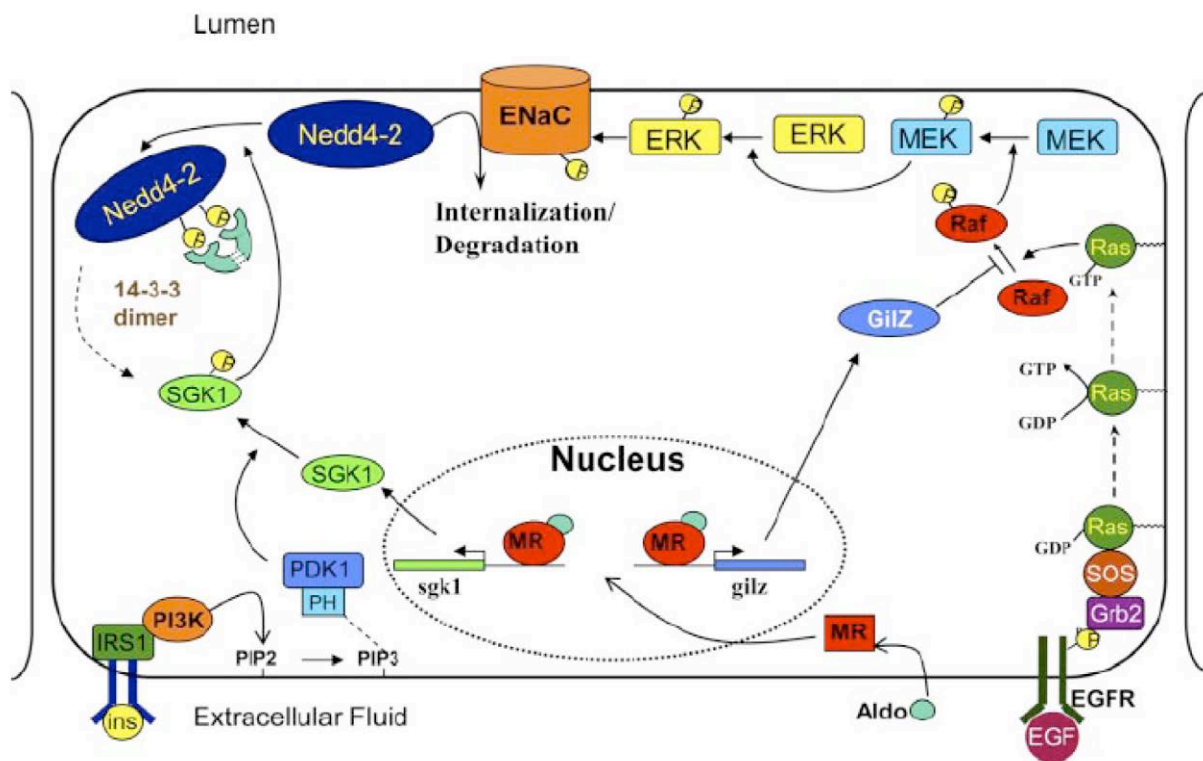 Lumen
ENaC
Nedd4-2
Nedd4-2
P
P
P
P
ERK
ERK
P
MEK
MEK
Internalization/
Degradation
P
Raf
Raf
Ras
GTP
14-3-3
dimer
GilZ
P
SGK1
GTP
GDP
Ras
SGK1
Nucleus
MR
MR
sgk1
gilz
GDP
Ras
SOS
Grb2
P
PDK1
PH
PI3K
IRS1
PIP2
PIP3
MR
ins
Extracellular Fluid
Aldo
EGFR
EGF